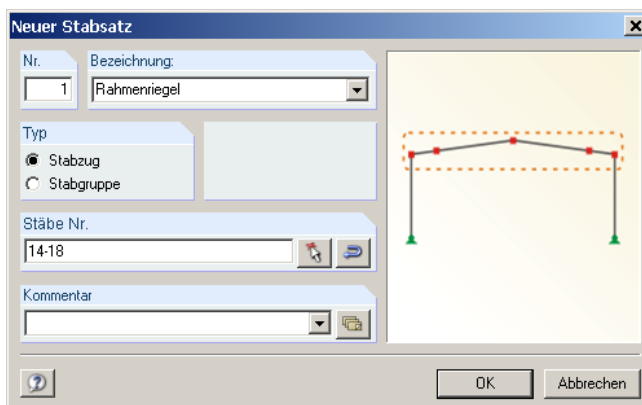 Neuer Stabsatz
Nr.
Bezeichnung:
1
Rahmenriegel
Typ
Stabzug
Stabgruppe
Stäbe Nr.
14-18
Kommentar
OK
Abbrechen